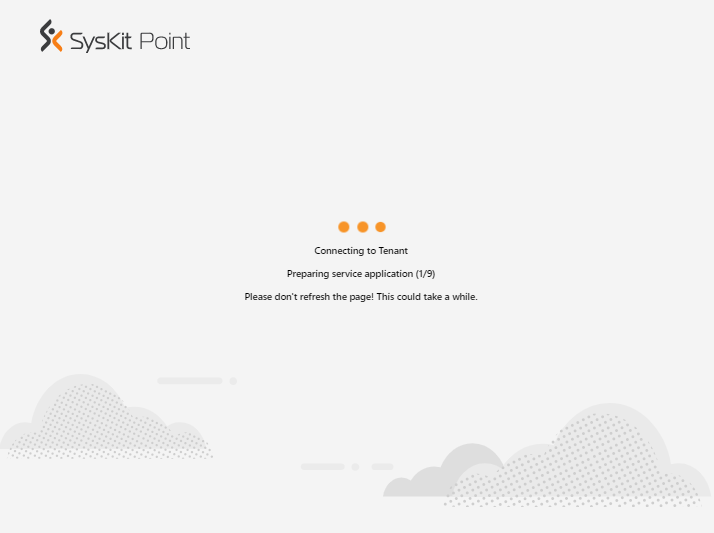 SysKit Point
Connecting to Tenant
Preparing service application (1/9)
Please don't refresh the page! This could take a while.